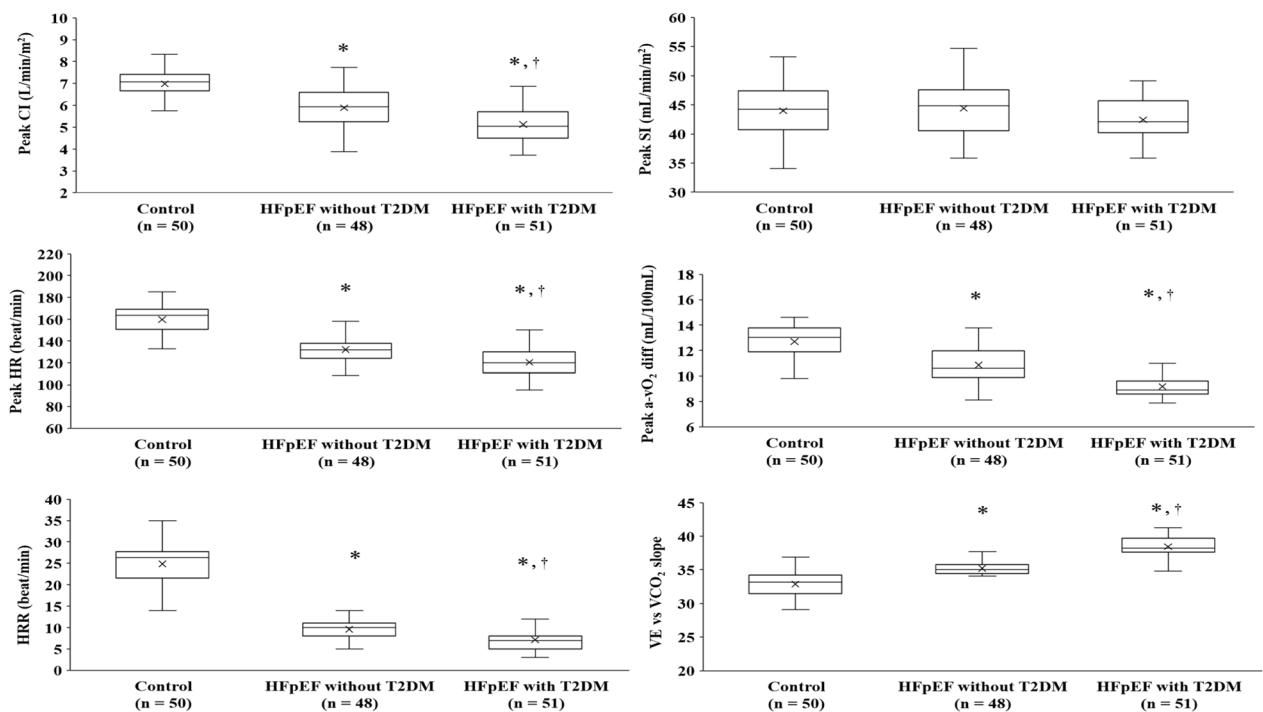 Peak CI (L/min/m²)
10
9
8
7
6
5
4
3
2
*
*, †
Control
(n = 50)
HFpEF without T2DM
(n = 48)
HFpEF with T2DM
(n = 51)
Peak SI (mL/min/m²)
60
55
50
45
40
35
30
Control
(n = 50)
HFpEF without T2DM
(n = 48)
HFpEF with T2DM
(n = 51)
Peak HR (beat/min)
220
200
180
160
140
120
100
80
60
*
*, †
Control
(n = 50)
HFpEF without T2DM
(n = 48)
HFpEF with T2DM
(n = 51)
Peak a-vO₂ diff (mL/100mL)
18
16
14
12
10
8
6
*
*, †
Control
(n = 50)
HFpEF without T2DM
(n = 48)
HFpEF with T2DM
(n = 51)
HRR (beat/min)
40
35
30
25
20
15
10
5
0
*
*, †
Control
(n = 50)
HFpEF without T2DM
(n = 48)
HFpEF with T2DM
(n = 51)
VE vs VCO₂ slope
45
40
35
30
25
20
*
*, †
Control
(n = 50)
HFpEF without T2DM
(n = 48)
HFpEF with T2DM
(n = 51)